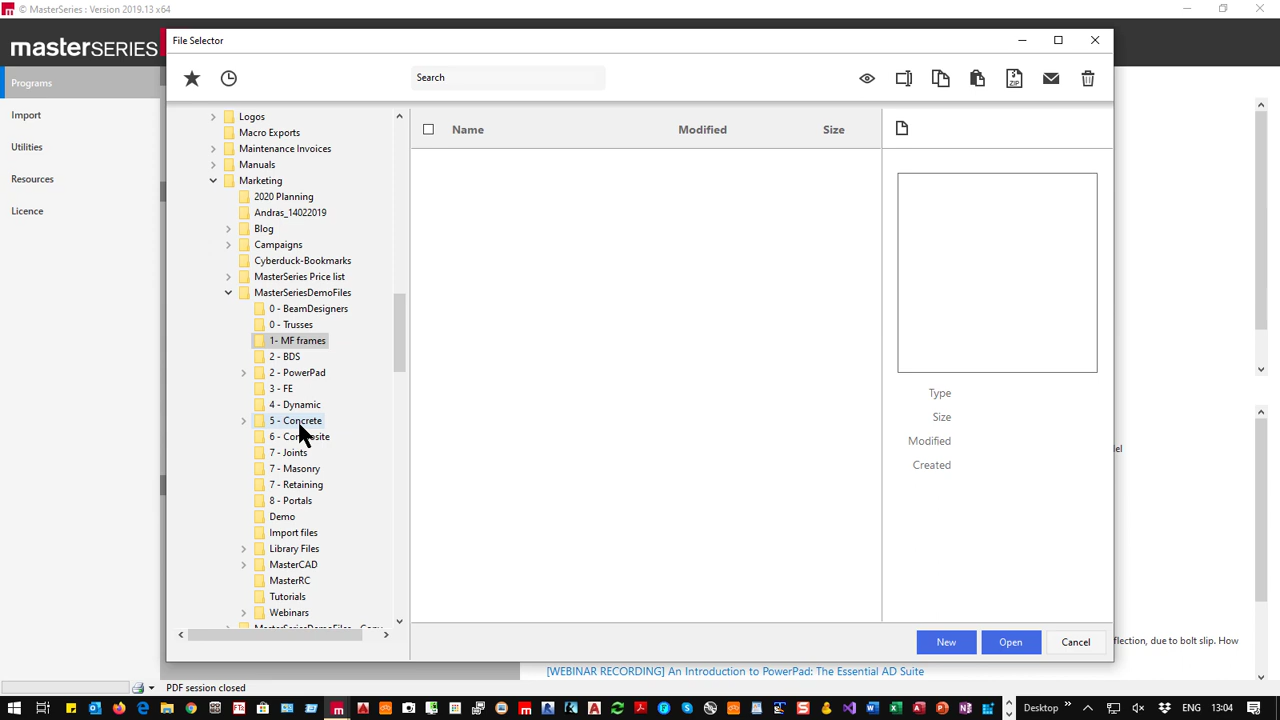 © MasterSeries : Version 2019.13 x64
masterSERIES
Programs
Import
Utilities
Resources
Licence
File Selector
Search
ZIP
Logos
Macro Exports
Maintenance Invoices
Manuals
Marketing
2020 Planning
Andras_14022019
Blog
Campaigns
Cyberduck-Bookmarks
MasterSeries Price list
MasterSeriesDemoFiles
0 - BeamDesigners
0 - Trusses
1- MF frames
2 - BDS
2 - PowerPad
3 - FE
4 - Dynamic
5 - Concrete
6 - Composite
7 - Joints
7 - Masonry
7 - Retaining
8 - Portals
Demo
Import files
Library Files
MasterCAD
MasterRC
Tutorials
Webinars
Name Modified Size
Type
Size
Modified
Created
New Open Cancel
flection, due to bolt slip. How
[WEBINAR RECORDING] An Introduction to PowerPad: The Essential AD Suite
PDF session closed
Desktop ENG 13:04